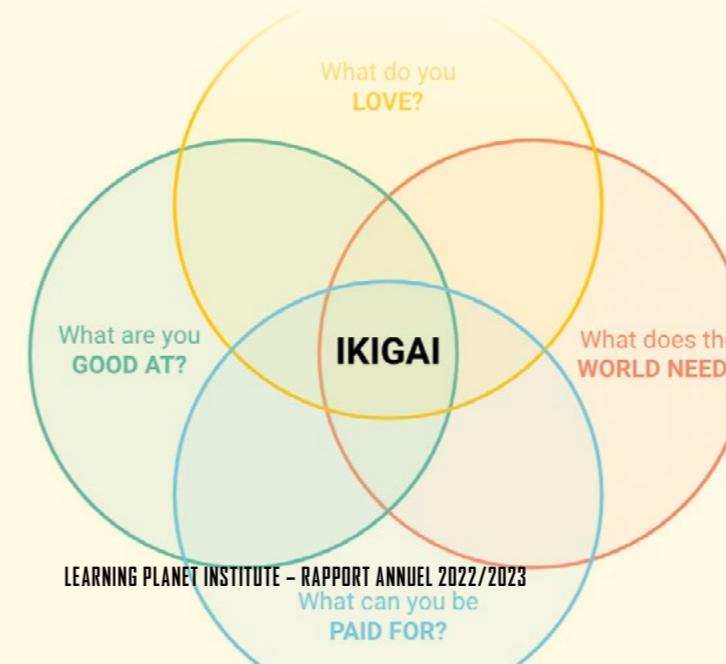 What do you
LOVE?
What are you
GOOD AT?
IKIGAI
What does the
WORLD NEED
LEARNING PLANET INSTITUTE – RAPPORT ANNUEL 2022/2023
What can you be
PAID FOR?